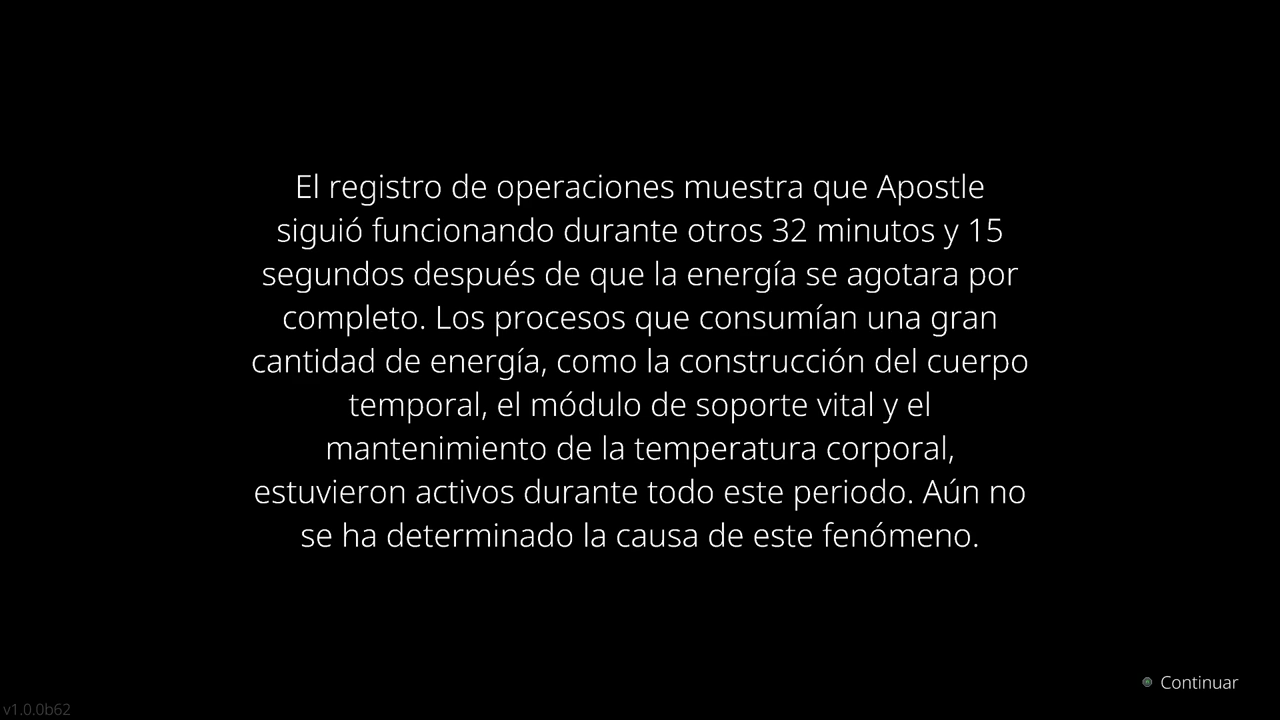 El registro de operaciones muestra que Apostle
siguió funcionando durante otros 32 minutos y 15
segundos después de que la energía se agotara por
completo. Los procesos que consumían una gran
cantidad de energía, como la construcción del cuerpo
temporal, el módulo de soporte vital y el
mantenimiento de la temperatura corporal,
estuvieron activos durante todo este periodo. Aún no
se ha determinado la causa de este fenómeno.
Continuar
v1.0.0b62